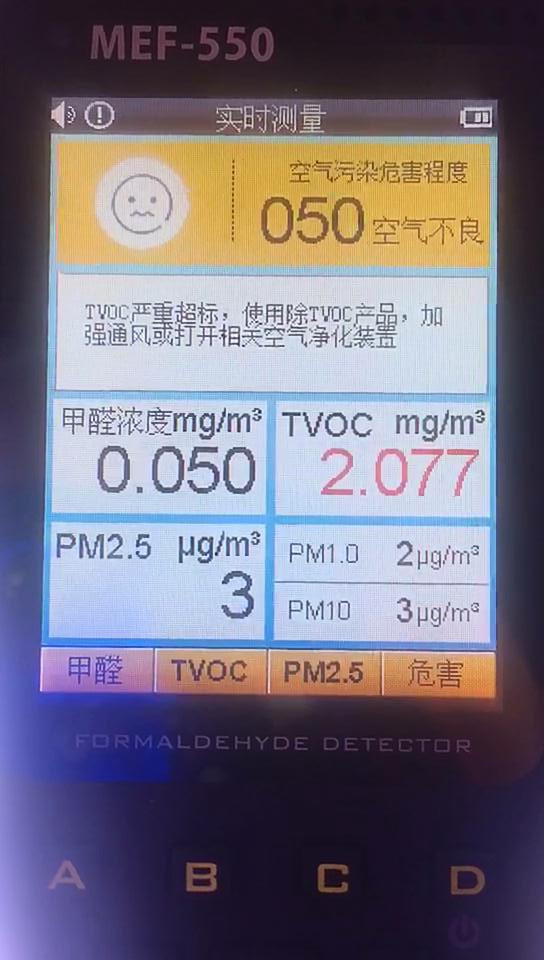 MEF-550
实时测量
空气污染危害程度
050 空气不良
TVOC严重超标，使用除TVOC产品，加
强通风或打开相关空气净化装置
甲醛浓度mg/m³
0.050
TVOC mg/m³
2.077
PM2.5 μg/m³
3
PM1.0 2μg/m³
PM10 3μg/m³
甲醛 TVOC PM2.5 危害
FORMALDEHYDE DETECTOR
A B C D